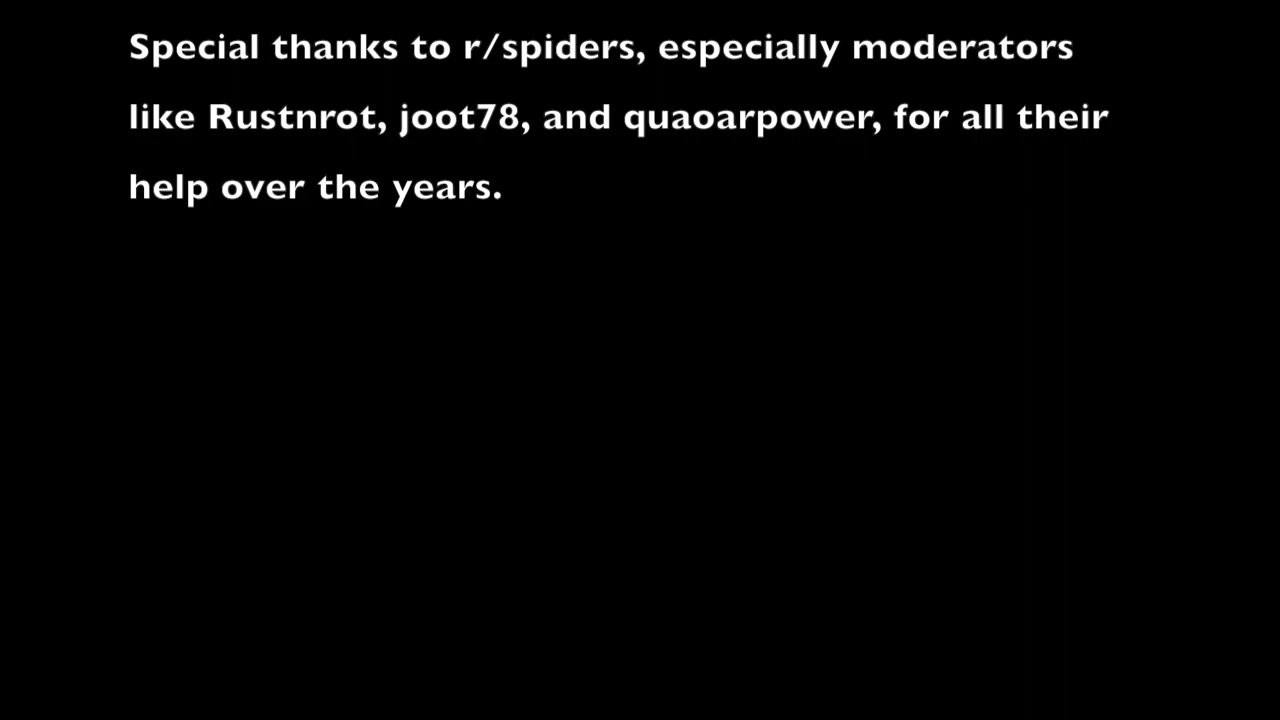 Special thanks to r/spiders, especially moderators
like Rustnrot, joot78, and quaoarpower, for all their
help over the years.